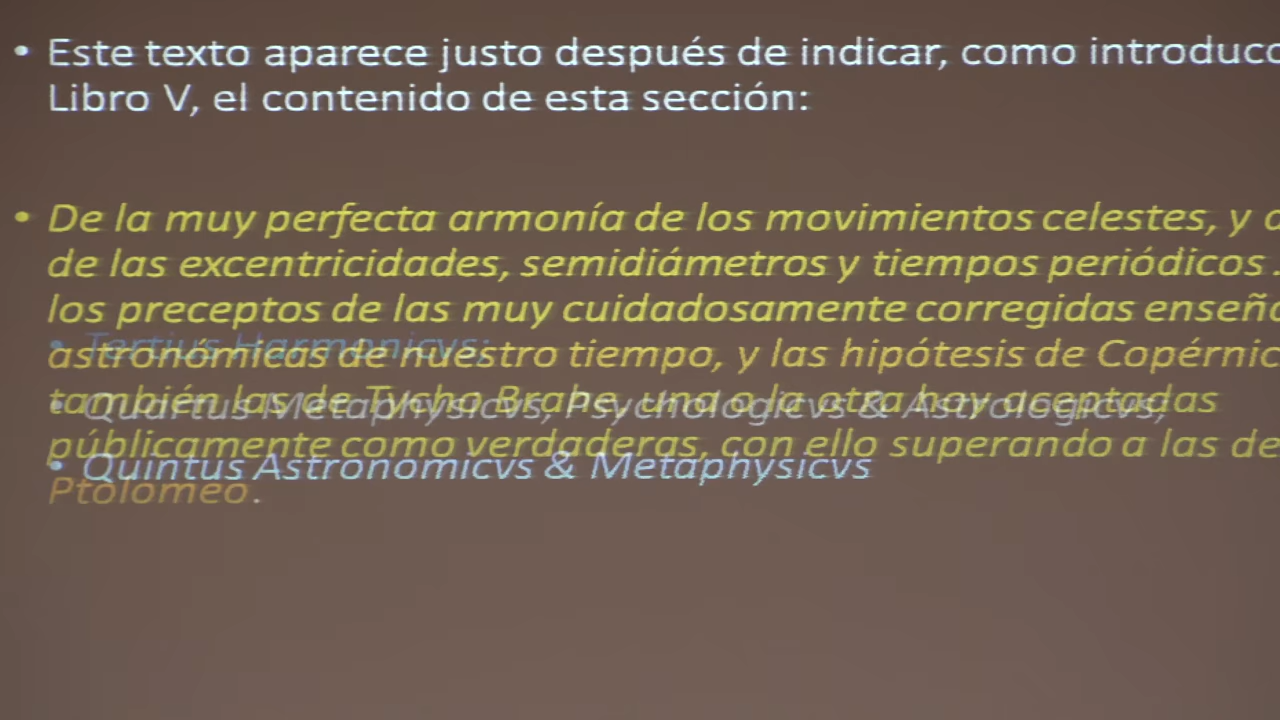 • Este texto aparece justo después de indicar, como introducc
Libro V, el contenido de esta sección:
• De la muy perfecta armonía de los movimientos celestes, y
de las excentricidades, semidiámetros y tiempos periódicos
los preceptos de las muy cuidadosamente corregidas enseñ
• Tertius Harmonicvs;
astronómicas de nuestro tiempo, y las hipótesis de Copérnic
también las de Tycho Brahe, una o la otra hoy aceptadas
• Quartus Metaphysicvs, Psychologicvs & Astrologicvs;
públicamente como verdaderas, con ello superando a las de
• Quintus Astronomicvs & Metaphysicvs
Ptolomeo.